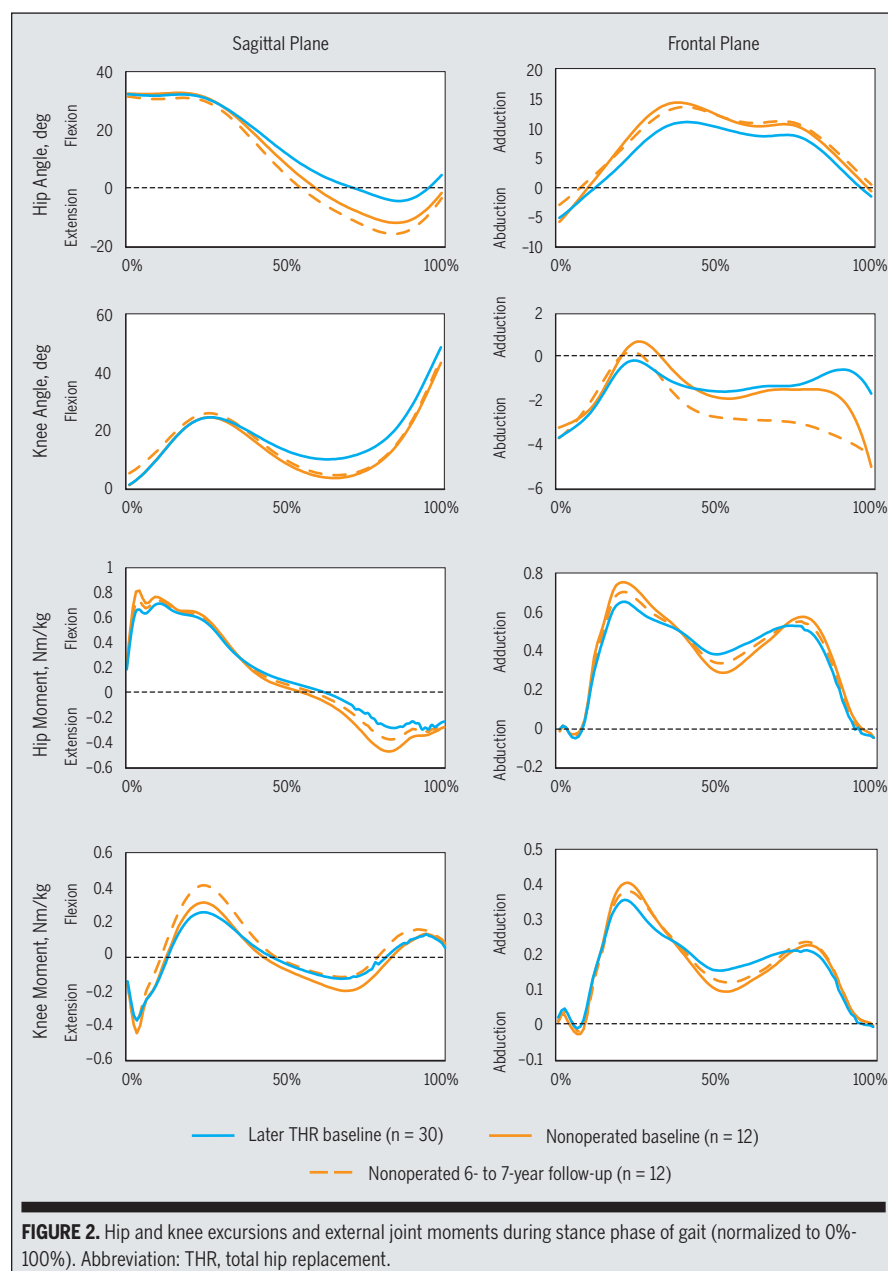 Sagittal Plane
Frontal Plane
Hip Angle, deg
Extension Flexion
40
20
0
–20
0% 50% 100%
Abduction Adduction
20
15
10
5
0
–5
–10
0% 50% 100%
Knee Angle, deg
Flexion
60
40
20
0
0% 50% 100%
Abduction Adduction
2
0
–2
–4
–6
0% 50% 100%
Hip Moment, Nm/kg
Extension Flexion
1
0.8
0.6
0.4
0.2
0
–0.2
–0.4
–0.6
0% 50% 100%
Abduction Adduction
0.8
0.6
0.4
0.2
0
–0.2
0% 50% 100%
Knee Moment, Nm/kg
Extension Flexion
0.6
0.4
0.2
0
–0.2
–0.4
–0.6
0% 50% 100%
Abduction Adduction
0.5
0.4
0.3
0.2
0.1
0
–0.1
0% 50% 100%
Later THR baseline (n = 30) Nonoperated baseline (n = 12)
Nonoperated 6- to 7-year follow-up (n = 12)
FIGURE 2. Hip and knee excursions and external joint moments during stance phase of gait (normalized to 0%-
100%). Abbreviation: THR, total hip replacement.